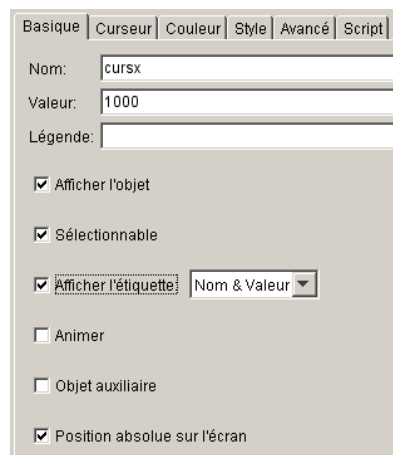 Basique Curseur Couleur Style Avancé Script
Nom: cursx
Valeur: 1000
Légende:
Afficher l'objet
Sélectionnable
Afficher l'étiquette: Nom & Valeur
Animer
Objet auxiliaire
Position absolue sur l'écran